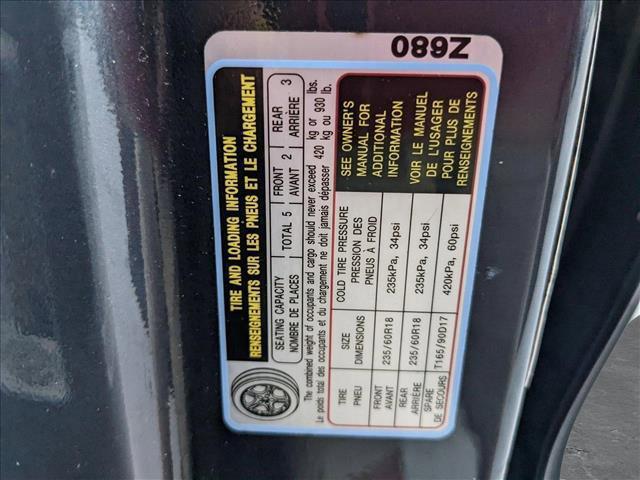 TIRE AND LOADING INFORMATION
RENSEIGNEMENTS SUR LES PNEUS ET LE CHARGEMENT
SEATING CAPACITY TOTAL 5 FRONT 2 REAR 3
NOMBRE DE PLACES AVANT ARRIÈRE
The combined weight of occupants and cargo should never exceed 420 kg or 930 lbs.
Le poids total des occupants et du chargement ne doit jamais dépasser 420 kg ou 930 lb.
TIRE SIZE COLD TIRE PRESSURE
PNEU DIMENSIONS PRESSION DES PNEUS À FROID
FRONT AVANT 235/60R18 235kPa, 34psi
REAR ARRIÈRE 235/60R18 235kPa, 34psi
SPARE DE SECOURS T165/90D17 420kPa, 60psi
SEE OWNER'S
MANUAL FOR
ADDITIONAL
INFORMATION
VOIR LE MANUEL
DE L'USAGER
POUR PLUS DE
RENSEIGNEMENTS
Z680